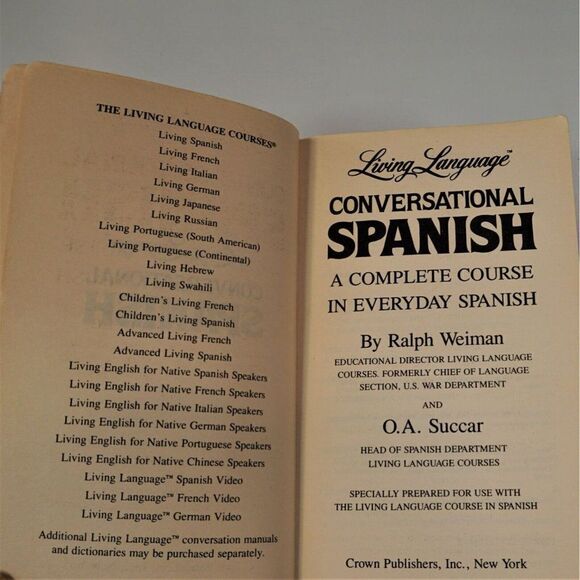 THE LIVING LANGUAGE COURSES®
Living Spanish
Living French
Living Italian
Living German
Living Japanese
Living Russian
Living Portuguese (South American)
Living Portuguese (Continental)
Living Hebrew
Living Swahili
Children's Living French
Children's Living Spanish
Advanced Living French
Advanced Living Spanish
Living English for Native Spanish Speakers
Living English for Native French Speakers
Living English for Native Italian Speakers
Living English for Native German Speakers
Living English for Native Portuguese Speakers
Living English for Native Chinese Speakers
Living Language™ Spanish Video
Living Language™ French Video
Living Language™ German Video
Additional Living Language™ conversation manuals
and dictionaries may be purchased separately.
Living Language™
CONVERSATIONAL
SPANISH
A COMPLETE COURSE
IN EVERYDAY SPANISH
By Ralph Weiman
EDUCATIONAL DIRECTOR LIVING LANGUAGE
COURSES. FORMERLY CHIEF OF LANGUAGE
SECTION, U.S. WAR DEPARTMENT
AND
O.A. Succar
HEAD OF SPANISH DEPARTMENT
LIVING LANGUAGE COURSES
SPECIALLY PREPARED FOR USE WITH
THE LIVING LANGUAGE COURSE IN SPANISH
Crown Publishers, Inc., New York